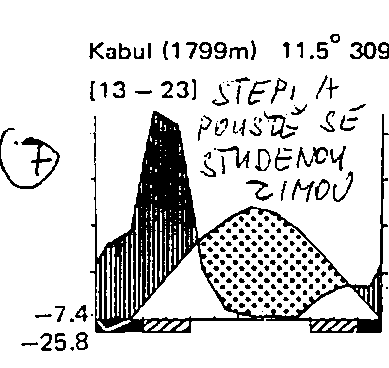 Kabul (1799m) 11.5° 309
[13 – 23] STEPI, A
POUŠTĚ SE
STUDENOU
ZIMOU
7
−7.4
−25.8